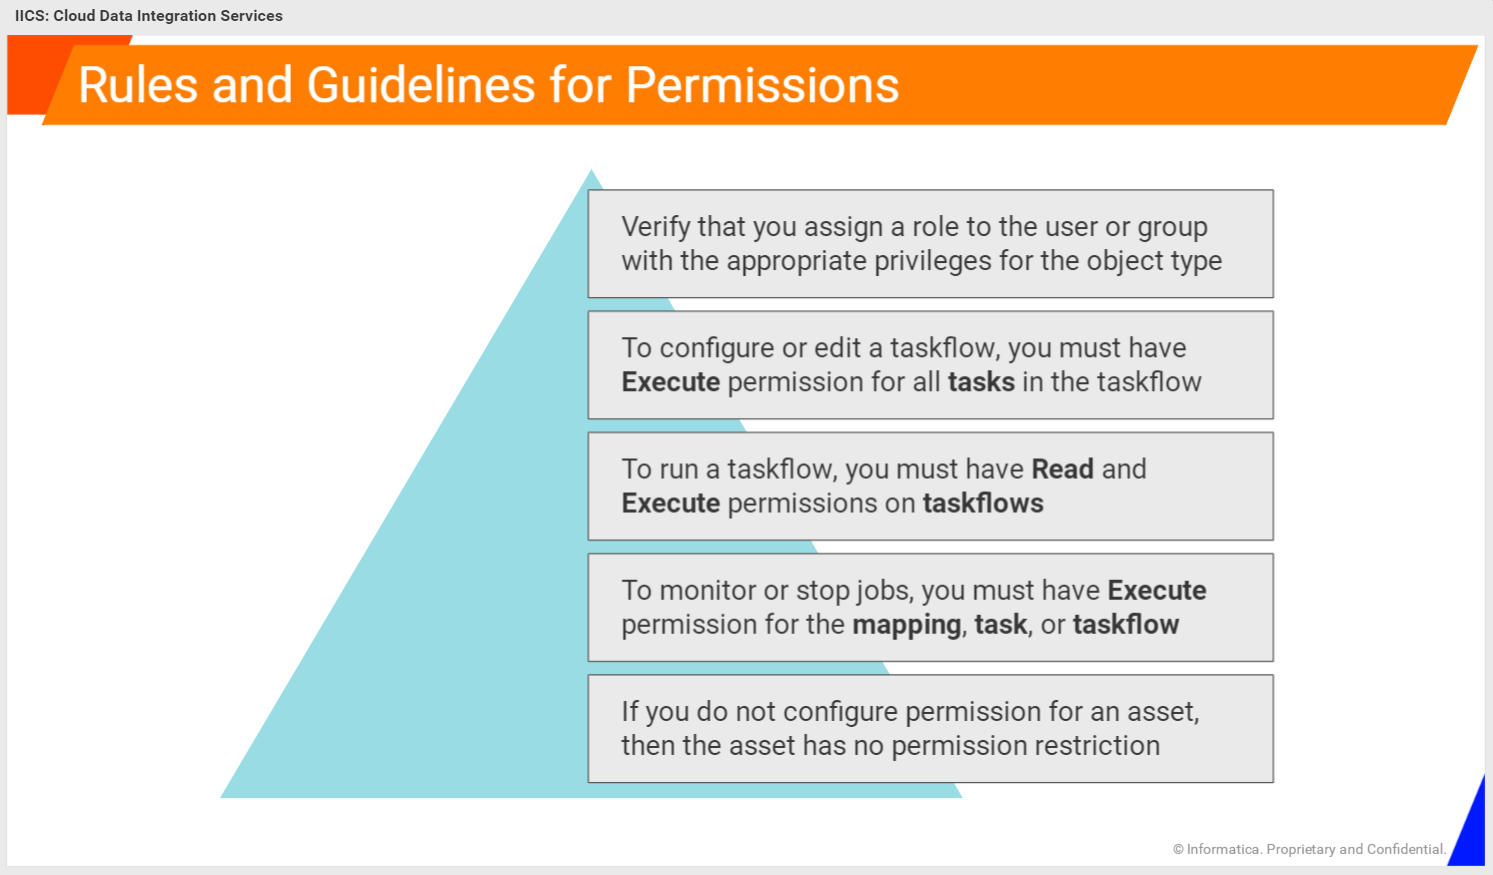 IICS: Cloud Data Integration Services
Rules and Guidelines for Permissions
Verify that you assign a role to the user or group
with the appropriate privileges for the object type
To configure or edit a taskflow, you must have
Execute permission for all tasks in the taskflow
To run a taskflow, you must have Read and
Execute permissions on taskflows
To monitor or stop jobs, you must have Execute
permission for the mapping, task, or taskflow
If you do not configure permission for an asset,
then the asset has no permission restriction
© Informatica. Proprietary and Confidential.